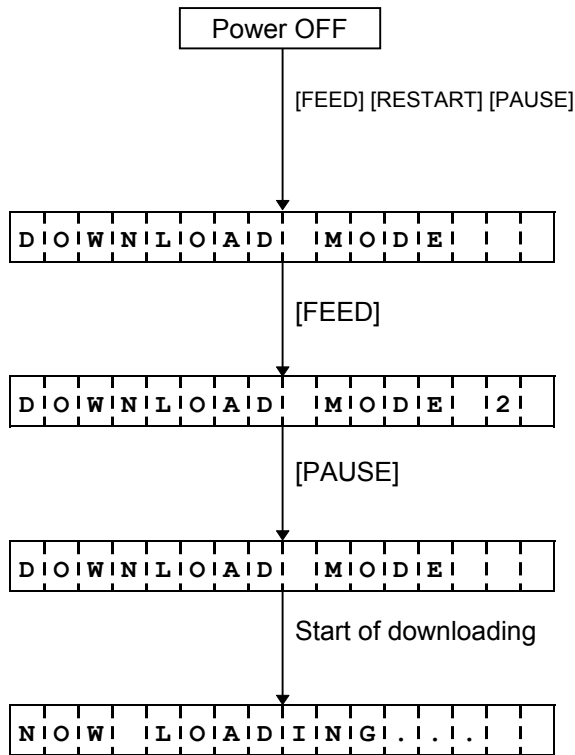 Power OFF
[FEED] [RESTART] [PAUSE]
DOWNLOAD MODE
[FEED]
DOWNLOAD MODE 2
[PAUSE]
DOWNLOAD MODE
Start of downloading
NOW LOADING...